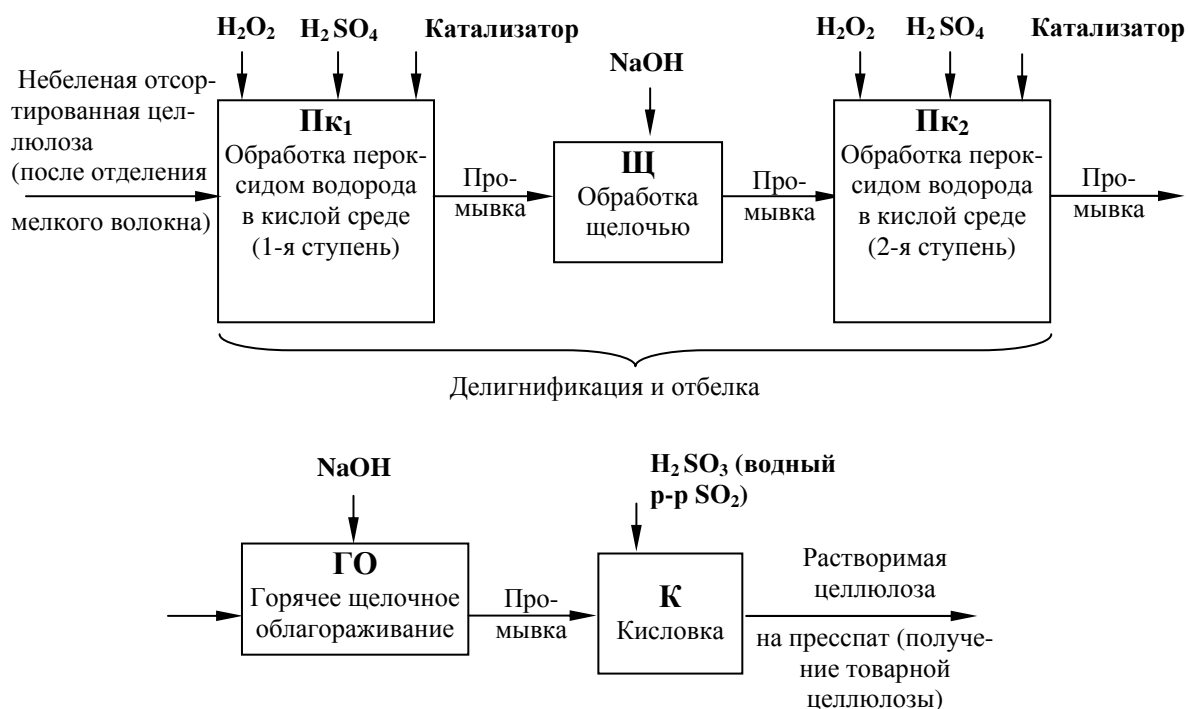 H₂O₂ H₂SO₄ Катализатор
Небеленая отсор-
тированная цел-
люлоза
(после отделения
мелкого волокна)
Пк₁
Обработка перок-
сидом водорода
в кислой среде
(1-я ступень)
Про-
мывка
NaOH
Щ
Обработка
щелочью
Про-
мывка
H₂O₂ H₂SO₄ Катализатор
Пк₂
Обработка перок-
сидом водорода
в кислой среде
(2-я ступень)
Про-
мывка
Делигнификация и отбелка
NaOH
ГО
Горячее щелочное
облагораживание
Про-
мывка
H₂SO₃ (водный
р-р SO₂)
К
Кисловка
Растворимая
целлюлоза
на пресспат (получе-
ние товарной
целлюлозы)